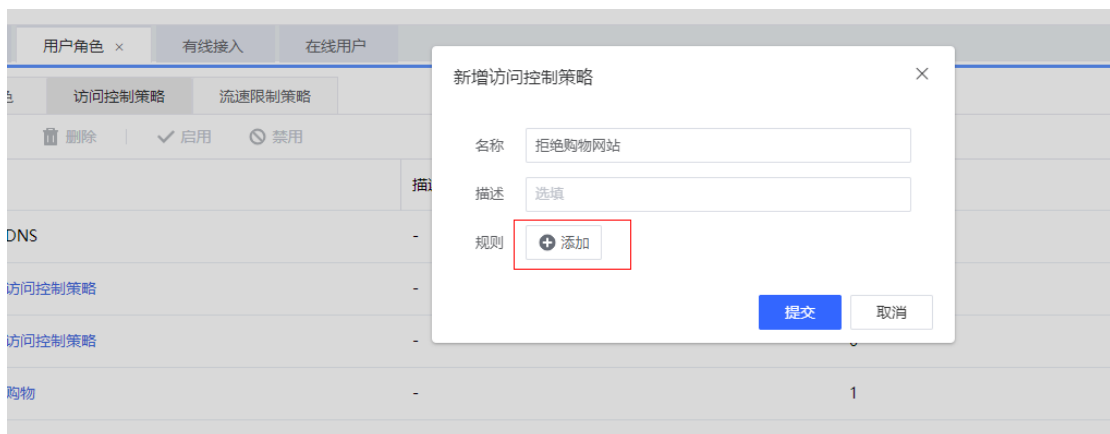 用户角色 × 有线接入 在线用户
新增访问控制策略
访问控制策略 流速限制策略
删除 启用 禁用
名称 拒绝购物网站
描述 选填
规则 添加
DNS -
访问控制策略 -
提交 取消
访问控制策略 -
购物 - 1